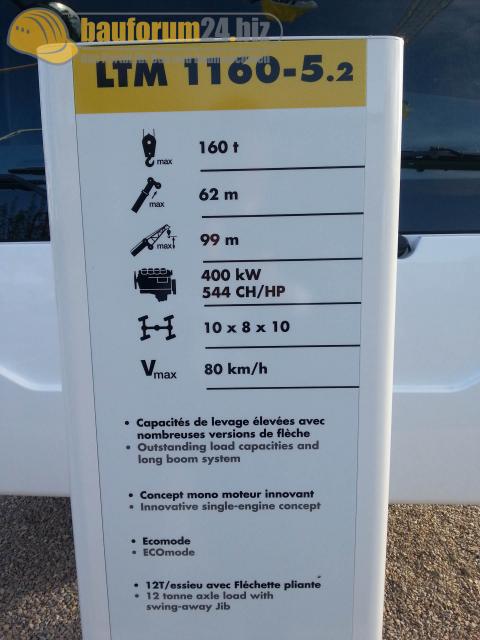 bauforum24.biz
LTM 1160-5.2
max 160 t
max 62 m
max 99 m
400 kW
544 CH/HP
10 x 8 x 10
Vmax 80 km/h
• Capacités de levage élevées avec
nombreuses versions de flèche
• Outstanding load capacities and
long boom system
• Concept mono moteur innovant
• Innovative single-engine concept
• Ecomode
• ECOmode
• 12T/essieu avec Fléchette pliante
• 12 tonne axle load with
swing-away Jib